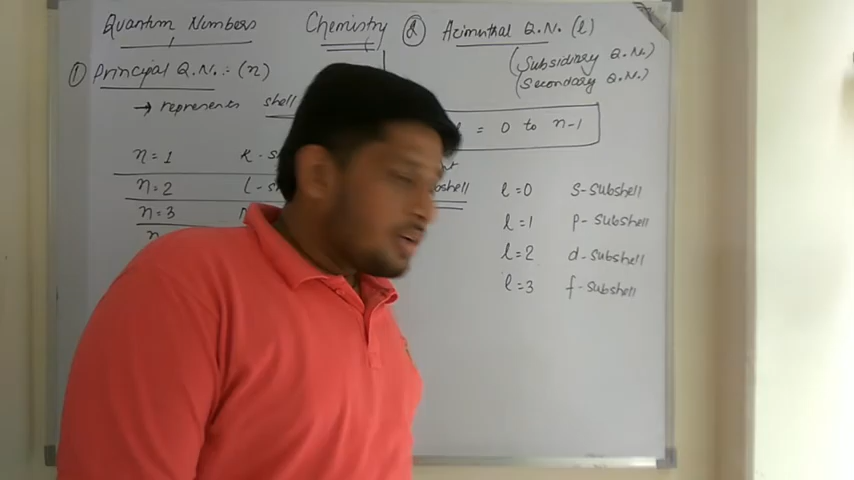 Quantum Numbers
Chemistry
① Principal Q.N. :- (n)
→ represents shell
n = 1 K - s
n = 2 L - sh
n = 3
② Azimuthal Q.N. (l)
(Subsidiary Q.N.)
(Secondary Q.N.)
= 0 to n-1
l = 0 s-subshell
l = 1 p-subshell
l = 2 d-subshell
l = 3 f-subshell